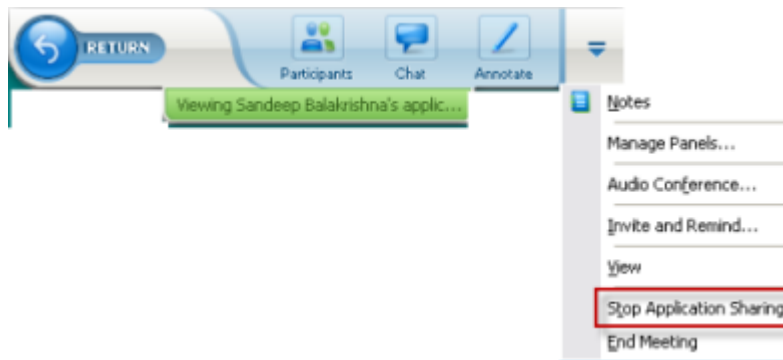 RETURN
Participants
Chat
Annotate
Viewing Sandeep Balakrishna's applic...
Notes
Manage Panels...
Audio Conference...
Invite and Remind...
View
Stop Application Sharing
End Meeting